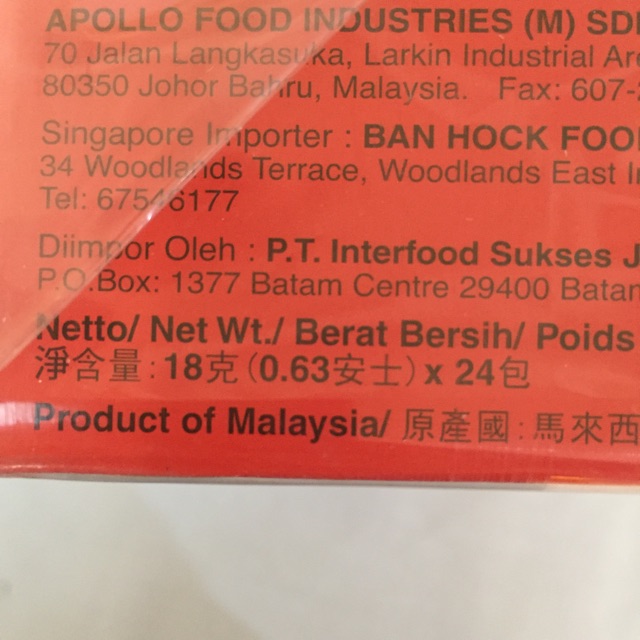 APOLLO FOOD INDUSTRIES (M) SDN
70 Jalan Langkasuka, Larkin Industrial Are
80350 Johor Bahru, Malaysia. Fax: 607-
Singapore Importer : BAN HOCK FOO
34 Woodlands Terrace, Woodlands East In
Tel: 67546177
Diimpor Oleh : P.T. Interfood Sukses J
P.O.Box: 1377 Batam Centre 29400 Batam
Netto/ Net Wt./ Berat Bersih/ Poids
淨含量 : 18克 (0.63安士) x 24包
Product of Malaysia/ 原產國 : 馬來西